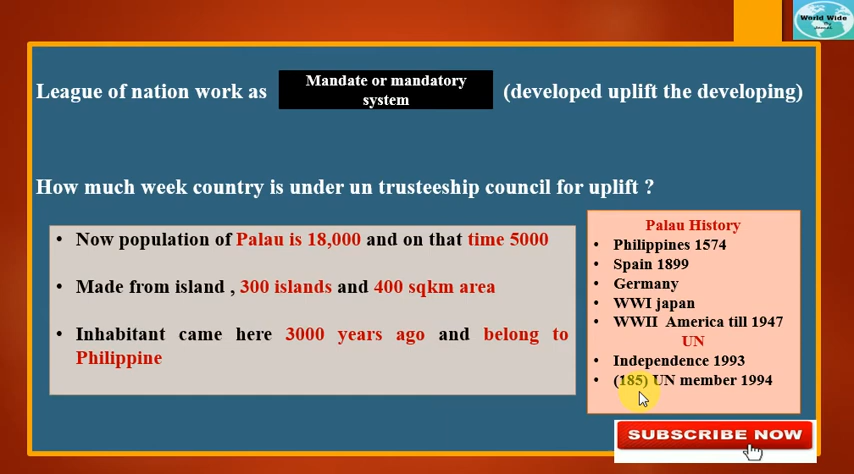 World Wide
By
League of nation work as Mandate or mandatory system (developed uplift the developing)
How much week country is under un trusteeship council for uplift ?
• Now population of Palau is 18,000 and on that time 5000
• Made from island , 300 islands and 400 sqkm area
• Inhabitant came here 3000 years ago and belong to
Philippine
Palau History
• Philippines 1574
• Spain 1899
• Germany
• WWI japan
• WWII America till 1947
UN
• Independence 1993
• (185) UN member 1994
SUBSCRIBE NOW